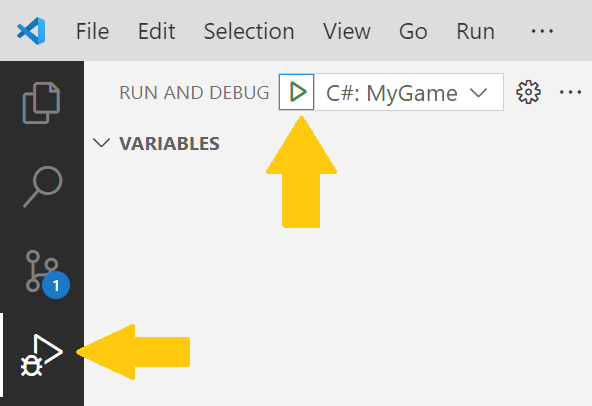 File Edit Selection View Go Run ···
RUN AND DEBUG C#: MyGame ···
VARIABLES
1